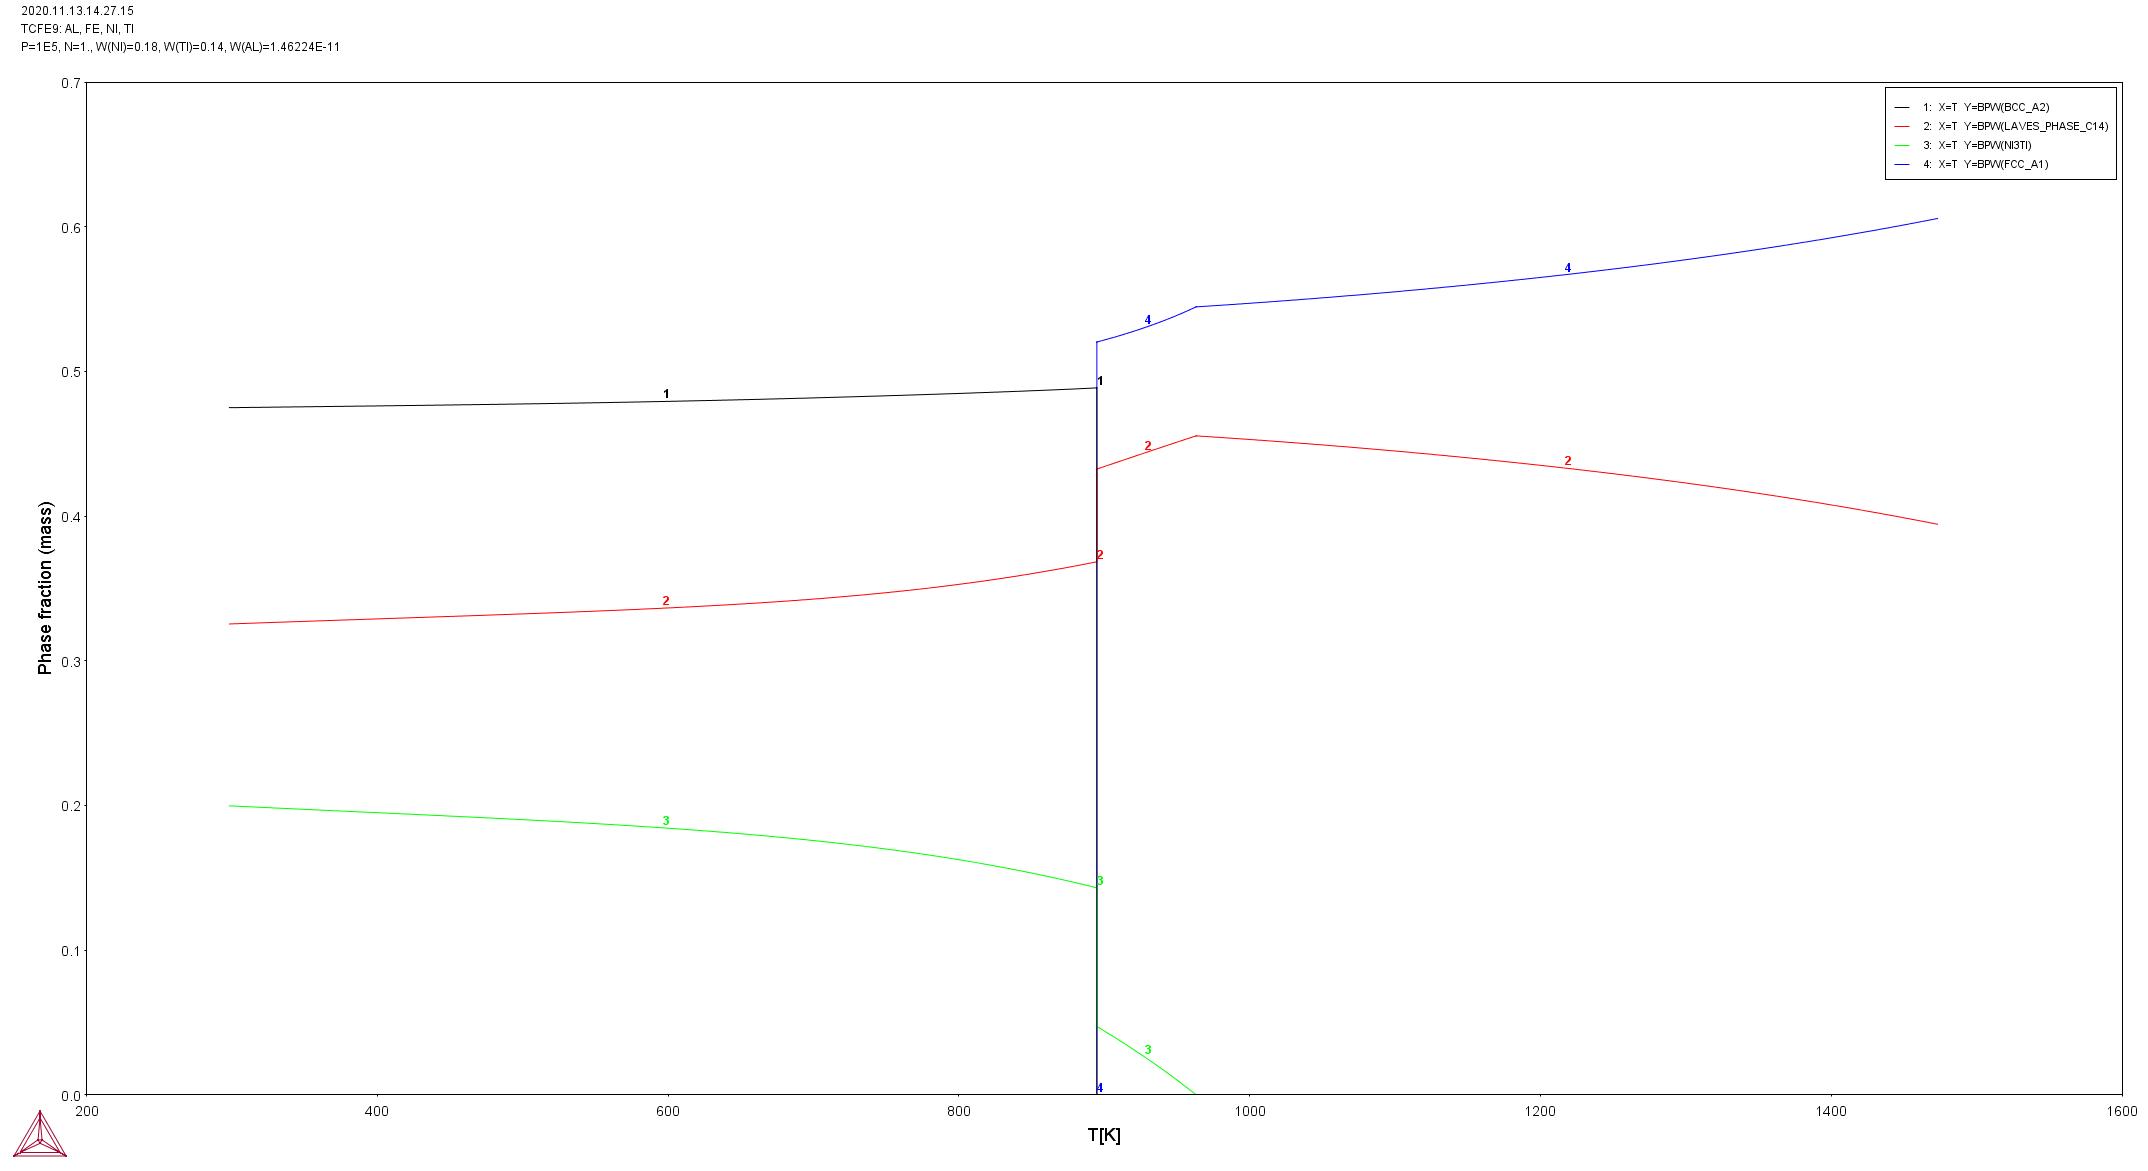 2020.11.13.14.27.15
TCFE9: AL, FE, NI, TI
P=1E5, N=1., W(NI)=0.18, W(TI)=0.14, W(AL)=1.46224E-11
1: X=T Y=BPW(BCC_A2)
2: X=T Y=BPW(LAVES_PHASE_C14)
3: X=T Y=BPW(NI3TI)
4: X=T Y=BPW(FCC_A1)
0.7
0.6
0.5
0.4
0.3
0.2
0.1
0.0
Phase fraction (mass)
4
4
1
1
2
2
2
2
3
3
3
4
200 400 600 800 1000 1200 1400 1600
T[K]